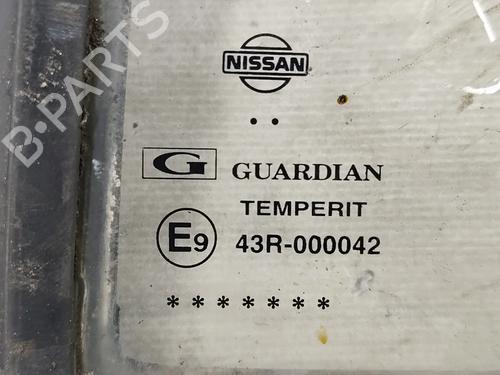 B-PARTS
NISSAN
. .
G GUARDIAN
TEMPERIT
E9 43R-000042
*******